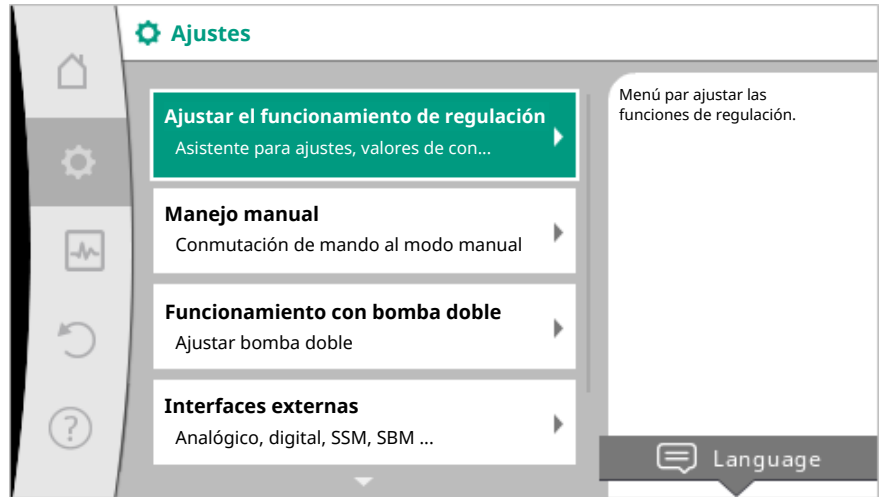 Ajustes
Ajustar el funcionamiento de regulación
Asistente para ajustes, valores de con...
Manejo manual
Conmutación de mando al modo manual
Funcionamiento con bomba doble
Ajustar bomba doble
Interfaces externas
Analógico, digital, SSM, SBM ...
Menú par ajustar las
funciones de regulación.
?
Language